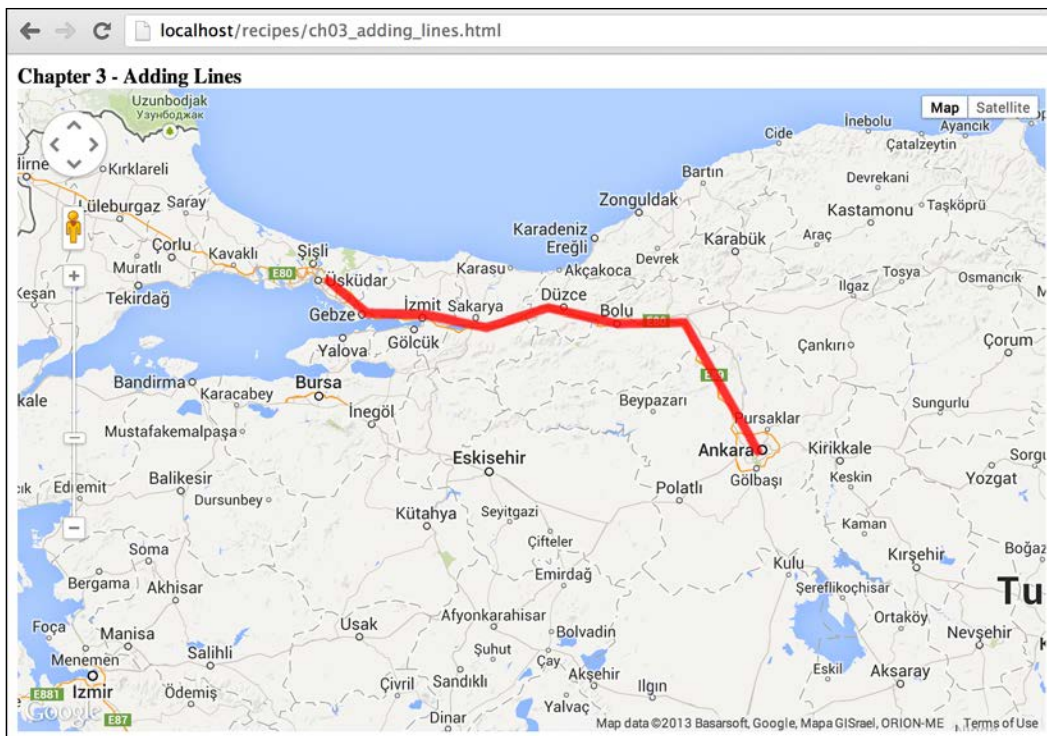 localhost/recipes/ch03_adding_lines.html
Chapter 3 - Adding Lines
Uzunbodjak
Узунбоджак
Map Satellite
Cide
İnebolu
Ayancık
Çatalzeytin
Kırklareli
Bartın
Devrekani
Lüleburgaz
Saray
Zonguldak
Kastamonu
Taşköprü
Karadeniz
Ereğli
Karabük
Araç
Çorlu
Kavaklı
Şişli
Devrek
Muratlı
E80
Üsküdar
Karasu
Akçakoca
Tosya
Osmancık
Keşan
Tekirdağ
Ilgaz
Gebze
İzmit
Sakarya
Düzce
Bolu
Yalova
Gölcük
Çankırı
Çorum
Bandirma
Karacabey
Bursa
İnegöl
Beypazarı
Pursaklar
Sungurlu
Mustafakemalpaşa
Ankara
Kirikkale
Gölbaşı
Eskisehir
Balikesir
Dursunbey
Polatlı
Keskin
Yozgat
Edremit
Kütahya
Seyitgazi
Kaman
Çifteler
Soma
Kırşehir
Bergama
Akhisar
Emirdağ
Kulu
Şereflikoçhisar
Tu
Foça
Manisa
Usak
Afyonkarahisar
Bolvadin
Ortaköy
Nevşehir
Menemen
Salihli
Şuhut
Çay
Akşehir
Eskil
Aksaray
E881
Izmir
Ödemiş
Çivril
Sandıklı
Ilgın
Yalvaç
Google
E87
Dinar
Map data ©2013 Basarsoft, Google, Mapa GISrael, ORION-ME Terms of Use